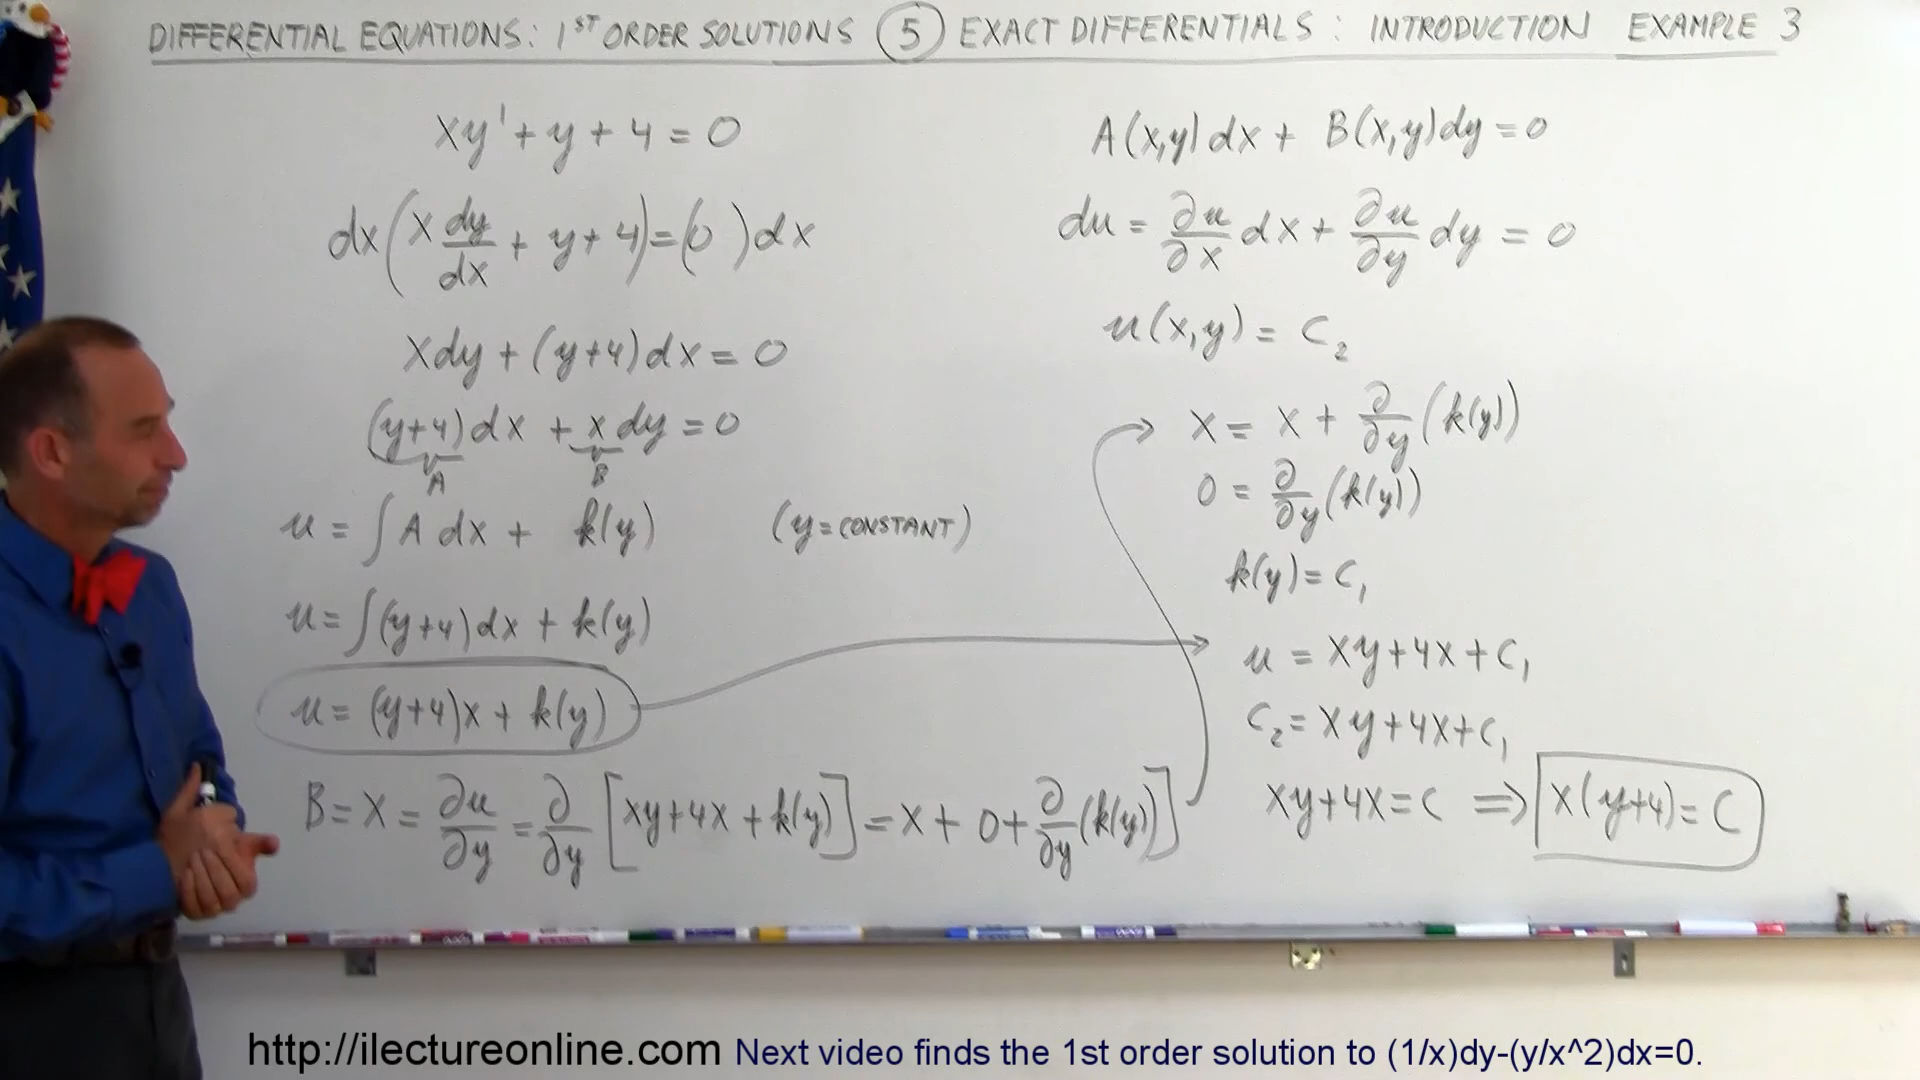 DIFFERENTIAL EQUATIONS: 1ST ORDER SOLUTIONS (5) EXACT DIFFERENTIALS: INTRODUCTION EXAMPLE 3
xy' + y + 4 = 0
dx(x dy/dx + y + 4) = (0)dx
xdy + (y+4)dx = 0
(y+4)dx + x dy = 0
A B
u = ∫A dx + k(y) (y = CONSTANT)
u = ∫(y+4)dx + k(y)
u = (y+4)x + k(y)
B = x = ∂u/∂y = ∂/∂y [xy+4x+k(y)] = x + 0 + ∂/∂y (k(y))]
A(x,y)dx + B(x,y)dy = 0
du = ∂u/∂x dx + ∂u/∂y dy = 0
u(x,y) = C₂
x = x + ∂/∂y (k(y))
0 = ∂/∂y (k(y))
k(y) = C₁
u = xy+4x+C₁
C₂ = xy+4x+C₁
xy+4x = C ⇒ x(y+4) = C
http://ilectureonline.com Next video finds the 1st order solution to (1/x)dy-(y/x^2)dx=0.